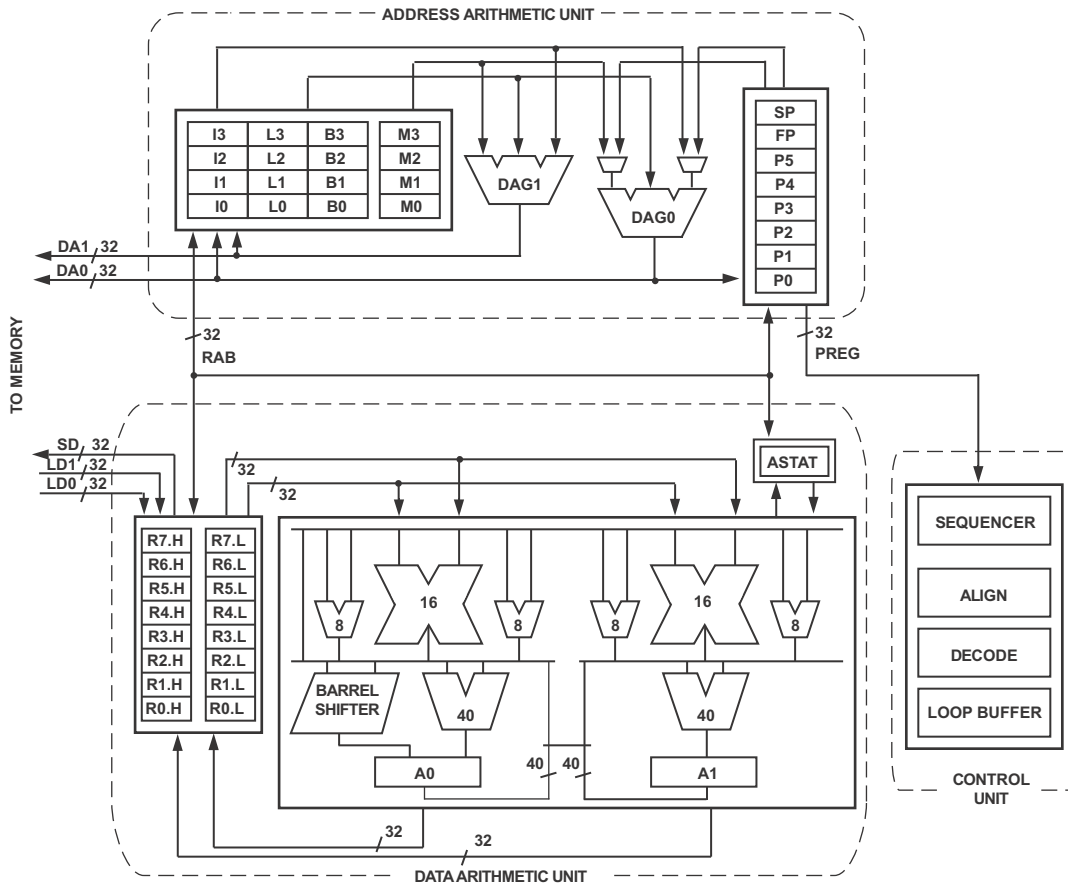 ADDRESS ARITHMETIC UNIT
I3 L3 B3 M3
I2 L2 B2 M2
I1 L1 B1 M1
I0 L0 B0 M0
DAG1
DAG0
SP
FP
P5
P4
P3
P2
P1
P0
DA1 32
DA0 32
32
RAB
32
PREG
TO MEMORY
SD 32
LD1 32
LD0 32
32
32
ASTAT
R7.H R7.L
R6.H R6.L
R5.H R5.L
R4.H R4.L
R3.H R3.L
R2.H R2.L
R1.H R1.L
R0.H R0.L
16
16
8
8
8
8
BARREL
SHIFTER
40
40
A0
40
40
A1
32
32
DATA ARITHMETIC UNIT
SEQUENCER
ALIGN
DECODE
LOOP BUFFER
CONTROL
UNIT